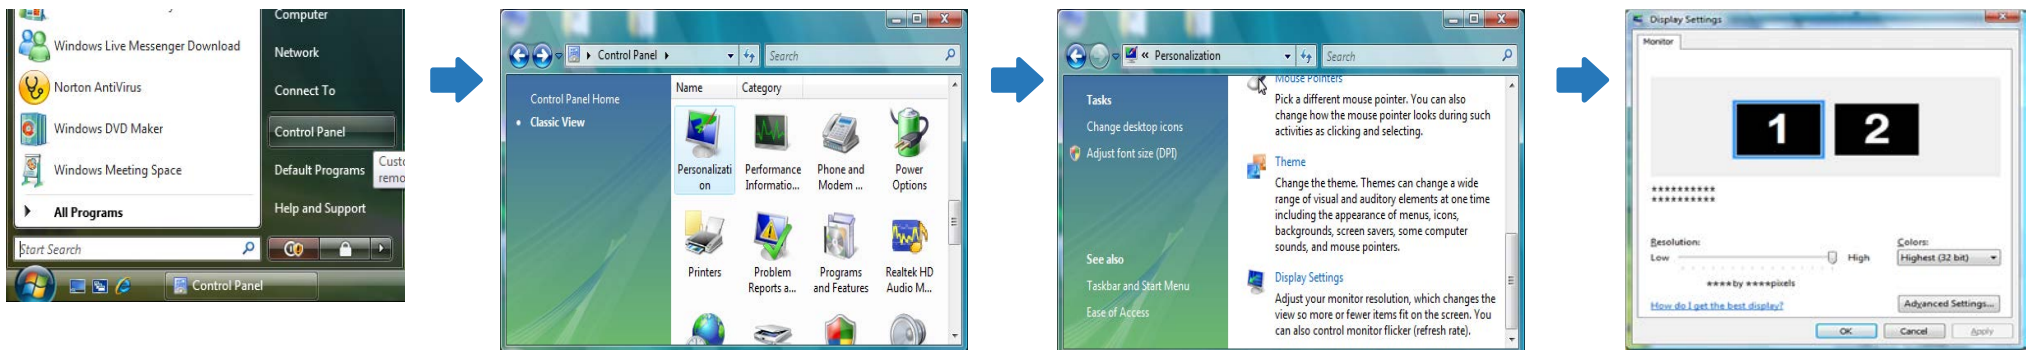 Computer
Windows Live Messenger Download
Network
Norton AntiVirus
Connect To
Windows DVD Maker
Control Panel
Windows Meeting Space
Default Programs
All Programs
Help and Support
Start Search
Control Panel
Control Panel
Search
Control Panel Home
Classic View
Name Category
Personalizati
on
Performance
Informatio...
Phone and
Modem ...
Power
Options
Printers
Problem
Reports a...
Programs
and Features
Realtek HD
Audio M...
« Personalization
Search
Tasks
Change desktop icons
Adjust font size (DPI)
See also
Taskbar and Start Menu
Ease of Access
Mouse Pointers
Pick a different mouse pointer. You can also
change how the mouse pointer looks during such
activities as clicking and selecting.
Theme
Change the theme. Themes can change a wide
range of visual and auditory elements at one time
including the appearance of menus, icons,
backgrounds, screen savers, some computer
sounds, and mouse pointers.
Display Settings
Adjust your monitor resolution, which changes the
view so more or fewer items fit on the screen. You
can also control monitor flicker (refresh rate).
Display Settings
Monitor
1 2
**********
**********
Resolution:
Low High
****by ****pixels
Colors:
Highest (32 bit)
How do I get the best display?
Advanced Settings...
OK Cancel Apply